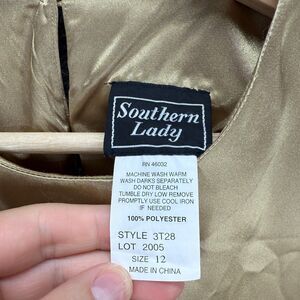 Southern
Lady
RN 46032
MACHINE WASH WARM
WASH DARKS SEPARATELY
DO NOT BLEACH
TUMBLE DRY LOW REMOVE
PROMPTLY USE COOL IRON
IF NEEDED
100% POLYESTER
STYLE 3T28
LOT 2005
SIZE 12
MADE IN CHINA